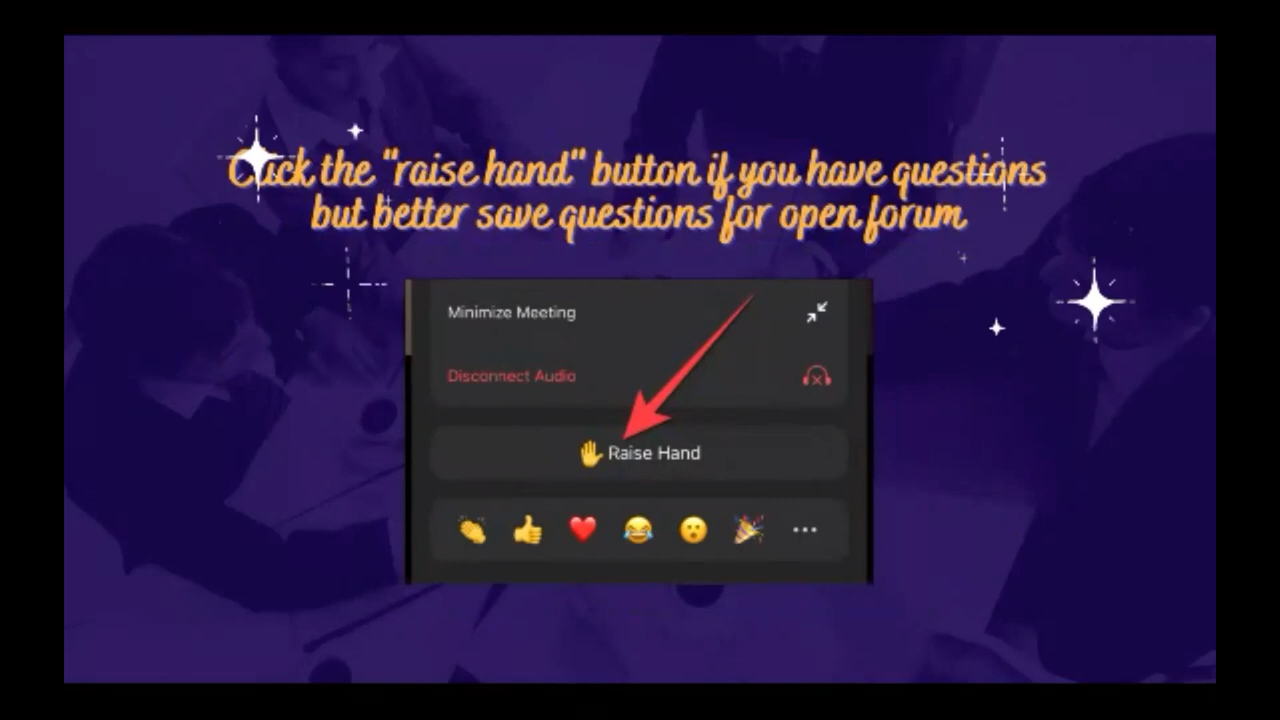 Click the "raise hand" button if you have questions
but better save questions for open forum
Minimize Meeting
Disconnect Audio
Raise Hand